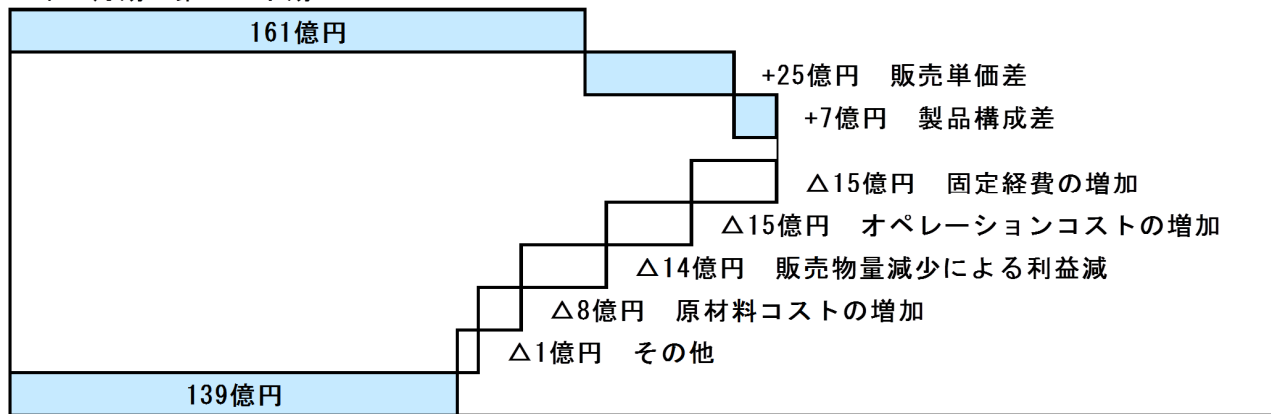 161億円
+25億円　販売単価差
+7億円　製品構成差
△15億円　固定経費の増加
△15億円　オペレーションコストの増加
△14億円　販売物量減少による利益減
△8億円　原材料コストの増加
△1億円　その他
139億円